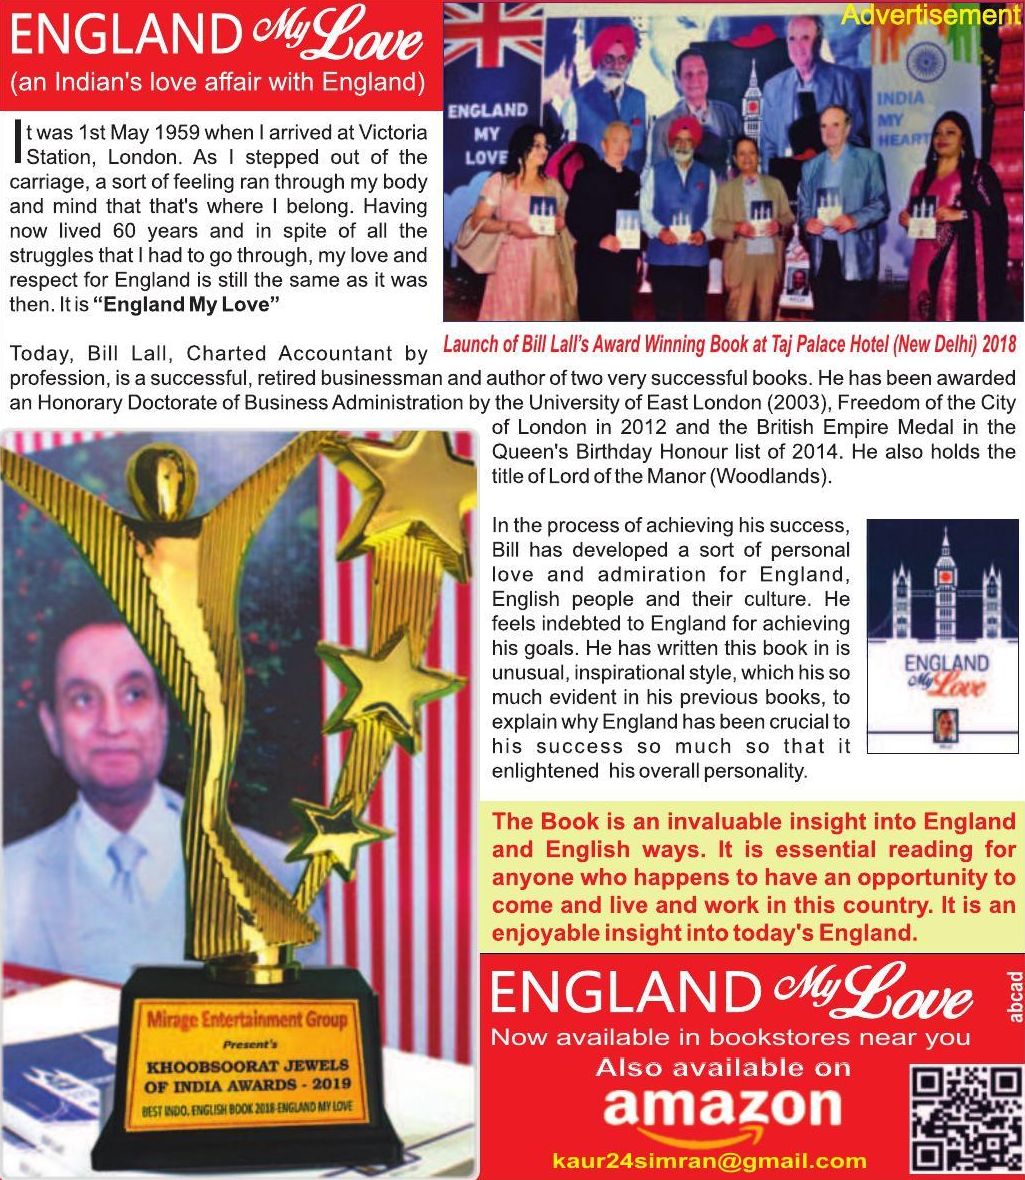 ENGLAND My Love
(an Indian's love affair with England)
It was 1st May 1959 when I arrived at Victoria
Station, London. As I stepped out of the
carriage, a sort of feeling ran through my body
and mind that that's where I belong. Having
now lived 60 years and in spite of all the
struggles that I had to go through, my love and
respect for England is still the same as it was
then. It is “England My Love”
Advertisement
ENGLAND
MY
LOVE
INDIA
MY
HEART
Launch of Bill Lall's Award Winning Book at Taj Palace Hotel (New Delhi) 2018
Today, Bill Lall, Charted Accountant by
profession, is a successful, retired businessman and author of two very successful books. He has been awarded
an Honorary Doctorate of Business Administration by the University of East London (2003), Freedom of the City
of London in 2012 and the British Empire Medal in the
Queen's Birthday Honour list of 2014. He also holds the
title of Lord of the Manor (Woodlands).
In the process of achieving his success,
Bill has developed a sort of personal
love and admiration for England,
English people and their culture. He
feels indebted to England for achieving
his goals. He has written this book in is
unusual, inspirational style, which his so
much evident in his previous books, to
explain why England has been crucial to
his success so much so that it
enlightened his overall personality.
ENGLAND
My Love
The Book is an invaluable insight into England
and English ways. It is essential reading for
anyone who happens to have an opportunity to
come and live and work in this country. It is an
enjoyable insight into today's England.
Mirage Entertainment Group
Present's
KHOOBSOORAT JEWELS
OF INDIA AWARDS - 2019
BEST INDO. ENGLISH BOOK 2018-ENGLAND MY LOVE
ENGLAND My Love
abcad
Now available in bookstores near you
Also available on
amazon
kaur24simran@gmail.com